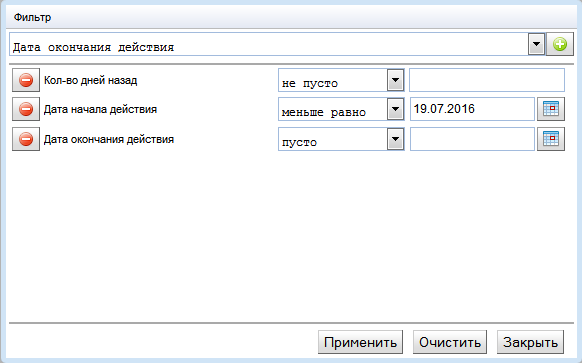 Фильтр
Дата окончания действия
Кол-во дней назад не пусто
Дата начала действия меньше равно 19.07.2016
Дата окончания действия пусто
Применить Очистить Закрыть